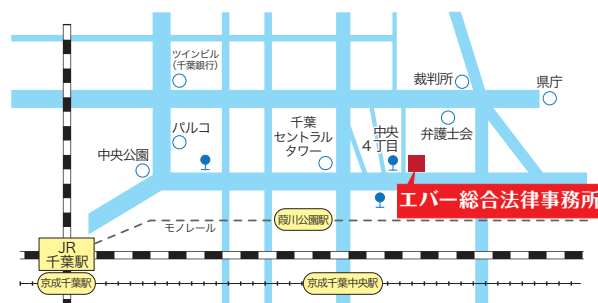 ツインビル
（千葉銀行）
裁判所
県庁
パルコ
千葉
セントラル
タワー
中央
4丁目
弁護士会
中央公園
エバー総合法律事務所
モノレール
葭川公園駅
JR
千葉駅
京成千葉駅
京成千葉中央駅